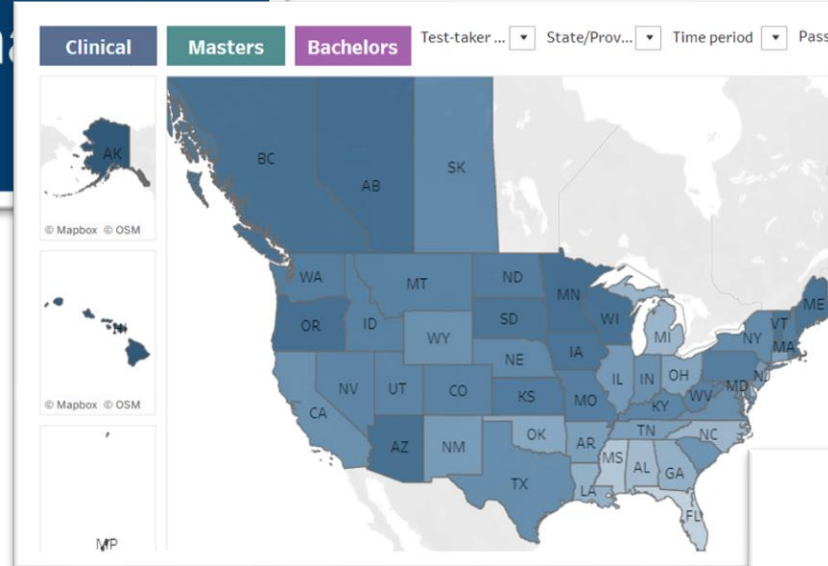 Clinical Masters Bachelors Test-taker ... State/Prov... Time period Pass
AK
© Mapbox © OSM
© Mapbox © OSM
BC AB SK
WA MT ND MN ME
OR ID SD WI VT
WY MI NY MA
NE IA
NV UT CO IL IN OH NJ
CA KS MO WV MD
KY
AZ NM OK AR TN NC
MS AL GA
TX LA
FL